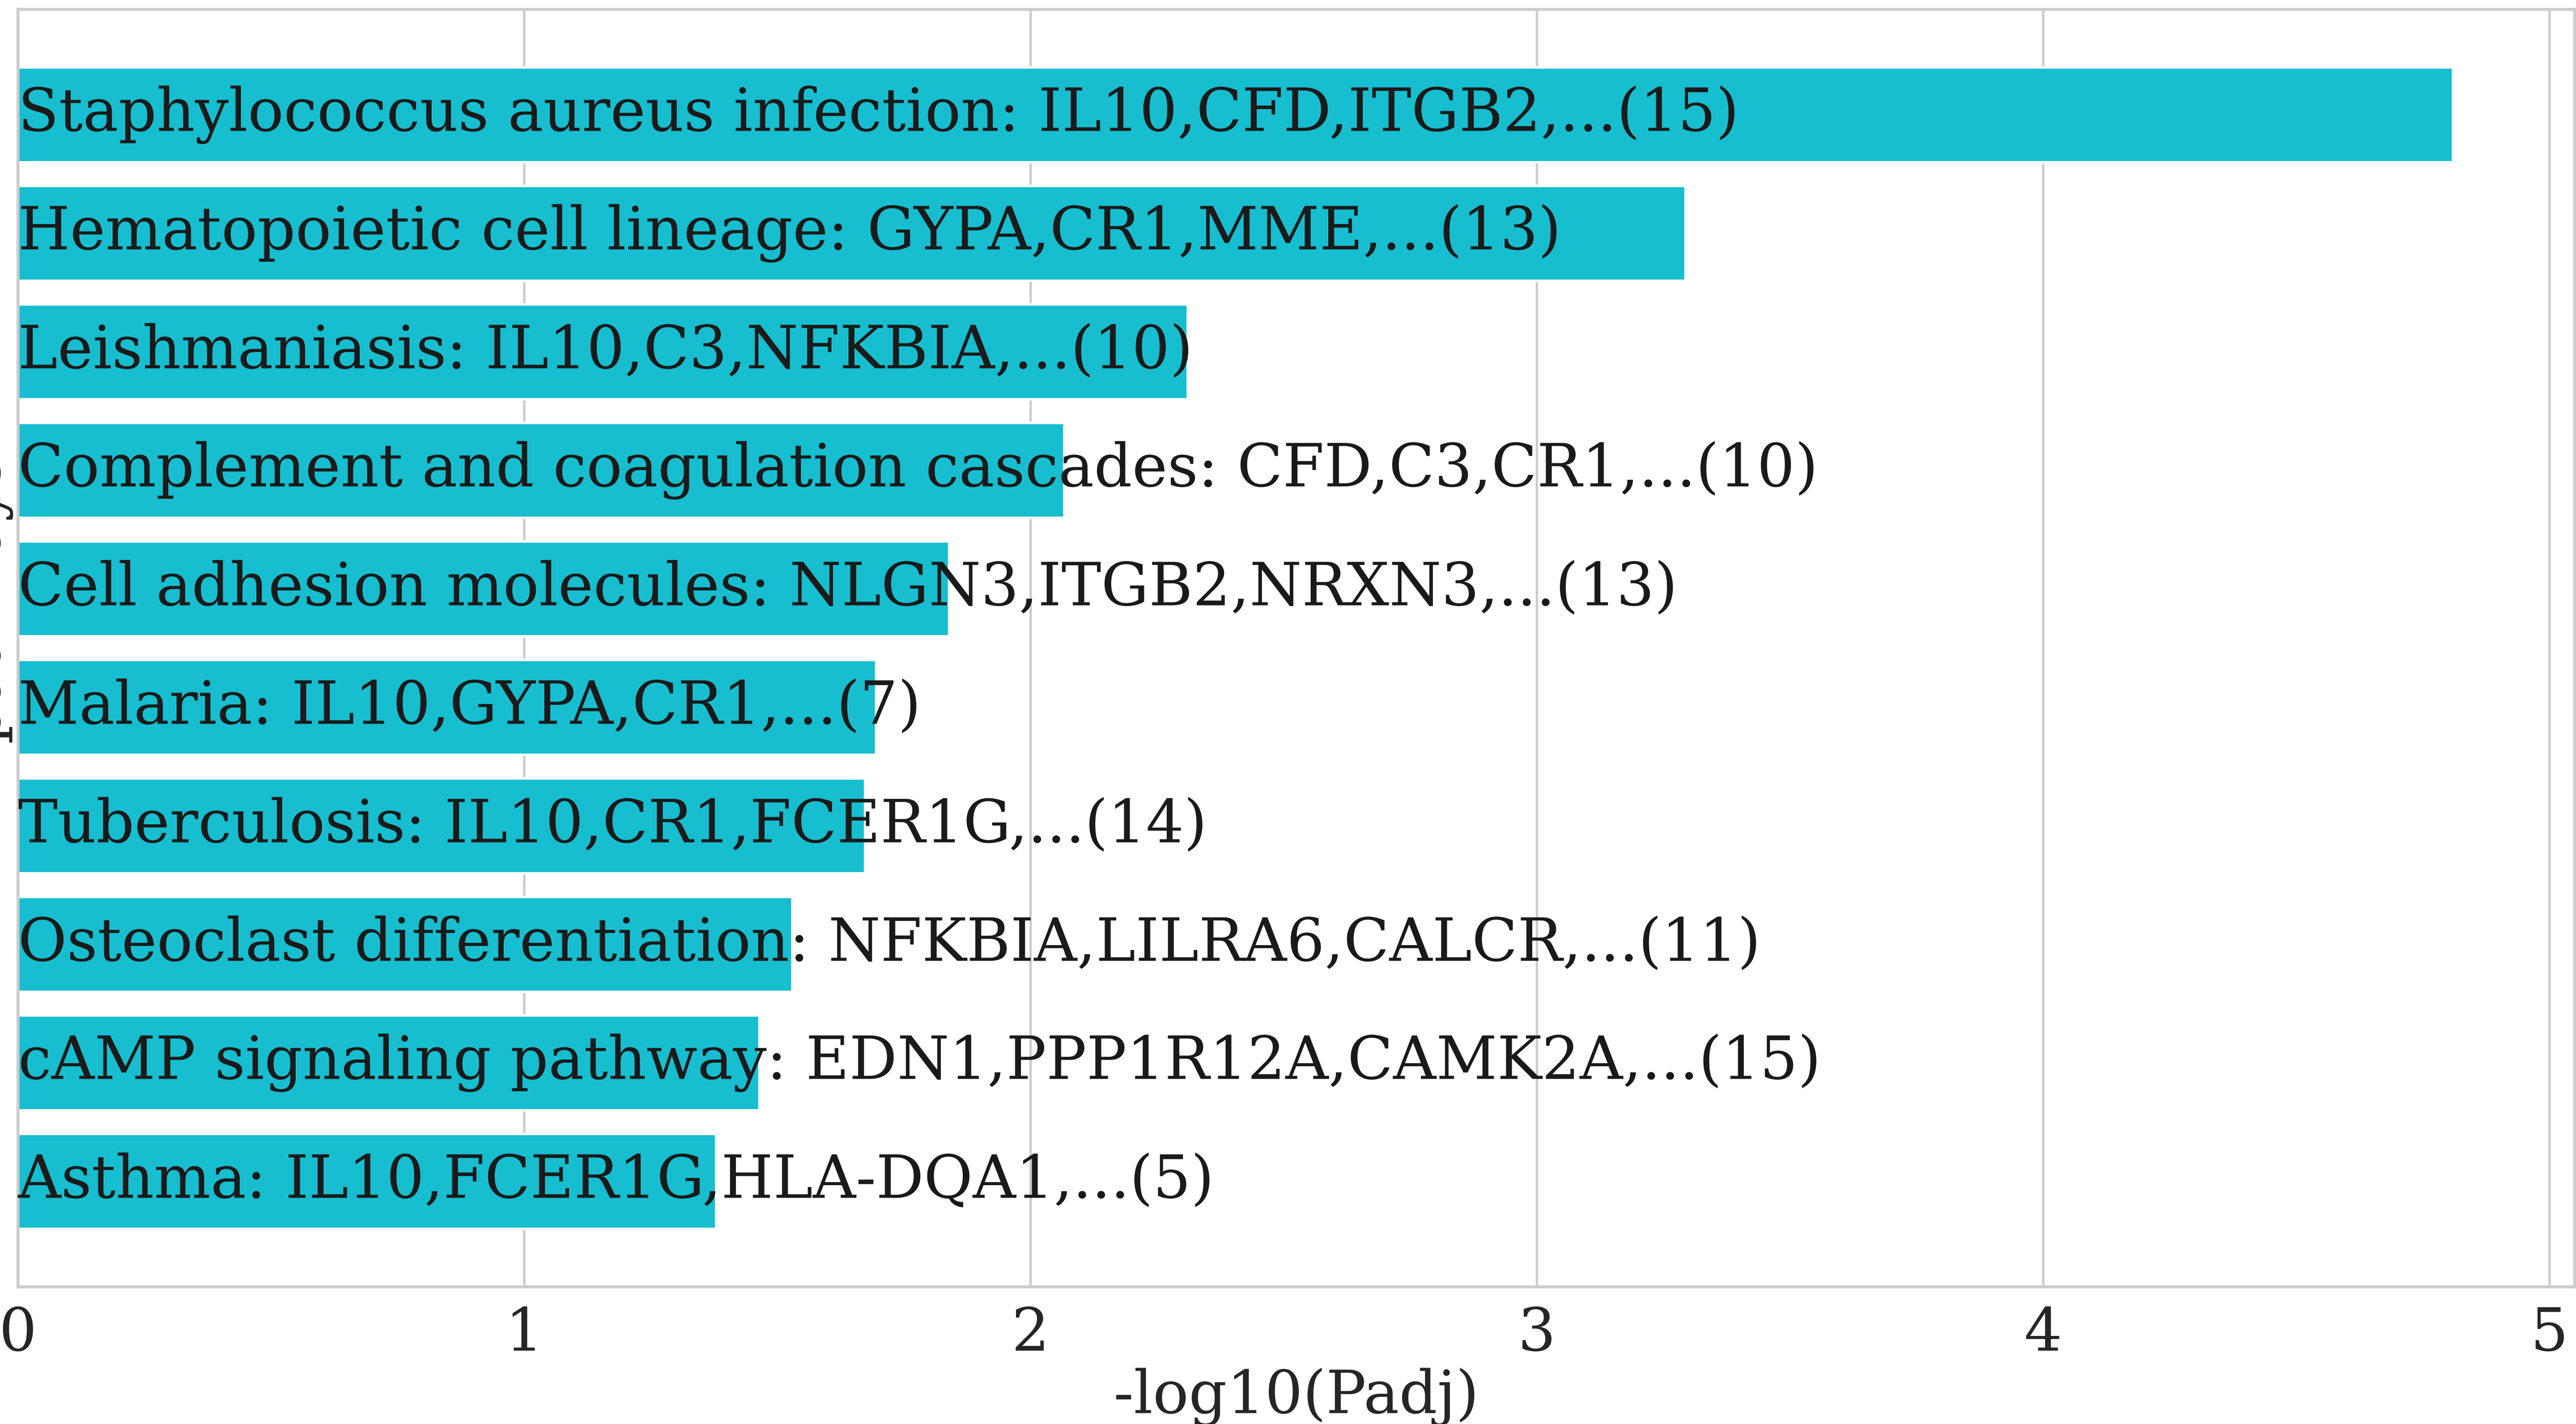 Staphylococcus aureus infection: IL10,CFD,ITGB2,...(15)
Hematopoietic cell lineage: GYPA,CR1,MME,...(13)
Leishmaniasis: IL10,C3,NFKBIA,...(10)
Complement and coagulation cascades: CFD,C3,CR1,...(10)
Cell adhesion molecules: NLGN3,ITGB2,NRXN3,...(13)
Malaria: IL10,GYPA,CR1,...(7)
Tuberculosis: IL10,CR1,FCER1G,...(14)
Osteoclast differentiation: NFKBIA,LILRA6,CALCR,...(11)
cAMP signaling pathway: EDN1,PPP1R12A,CAMK2A,...(15)
Asthma: IL10,FCER1G,HLA-DQA1,...(5)
0 1 2 3 4 5
-log10(Padj)